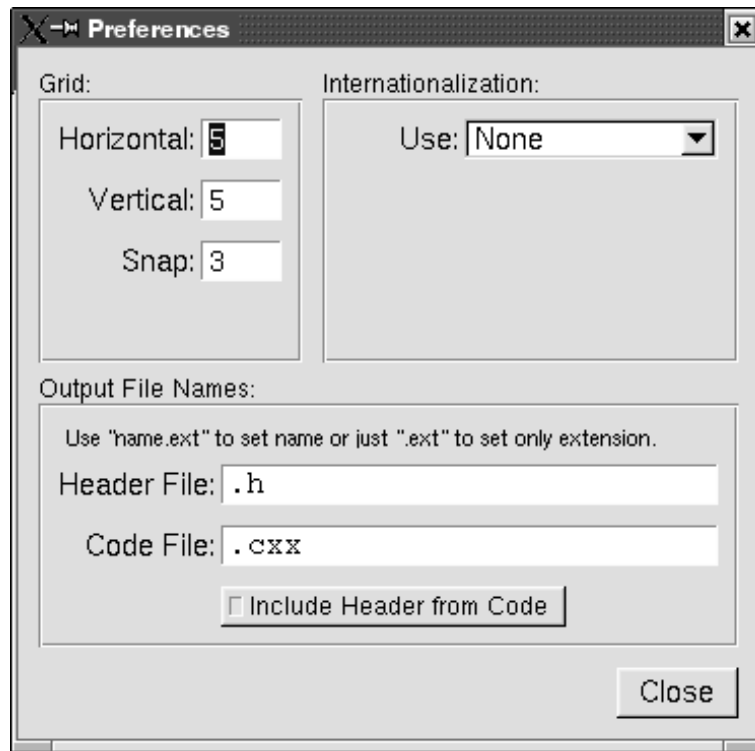 Preferences
Grid:
Horizontal: 5
Vertical: 5
Snap: 3
Internationalization:
Use: None
Output File Names:
Use "name.ext" to set name or just ".ext" to set only extension.
Header File: .h
Code File: .cxx
Include Header from Code
Close